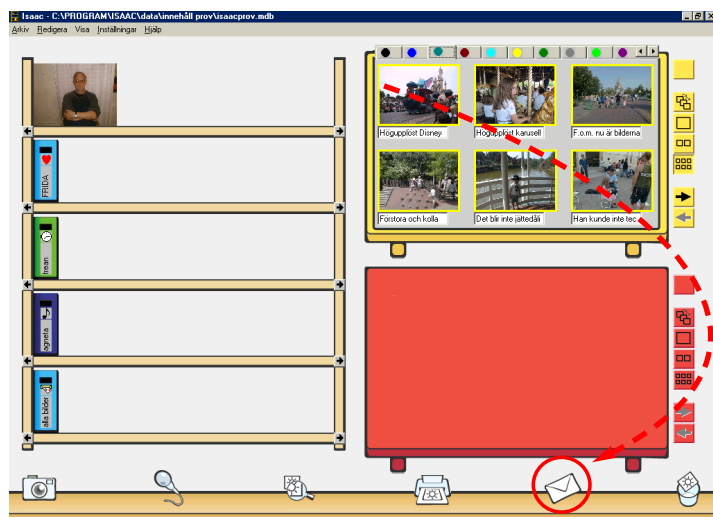 Isaac - C:\PROGRAM\ISAAC\data\innehåll prov\isaacprov.mdb
Arkiv Redigera Visa Inställningar Hjälp
Högupplöst Disney
Högupplöst karusell
F.o.m. nu är bilderna
FRIDA
Förstora och kolla
Det blir inte jättedåli
Han kunde inte tec
trean
agneta
alla bilder